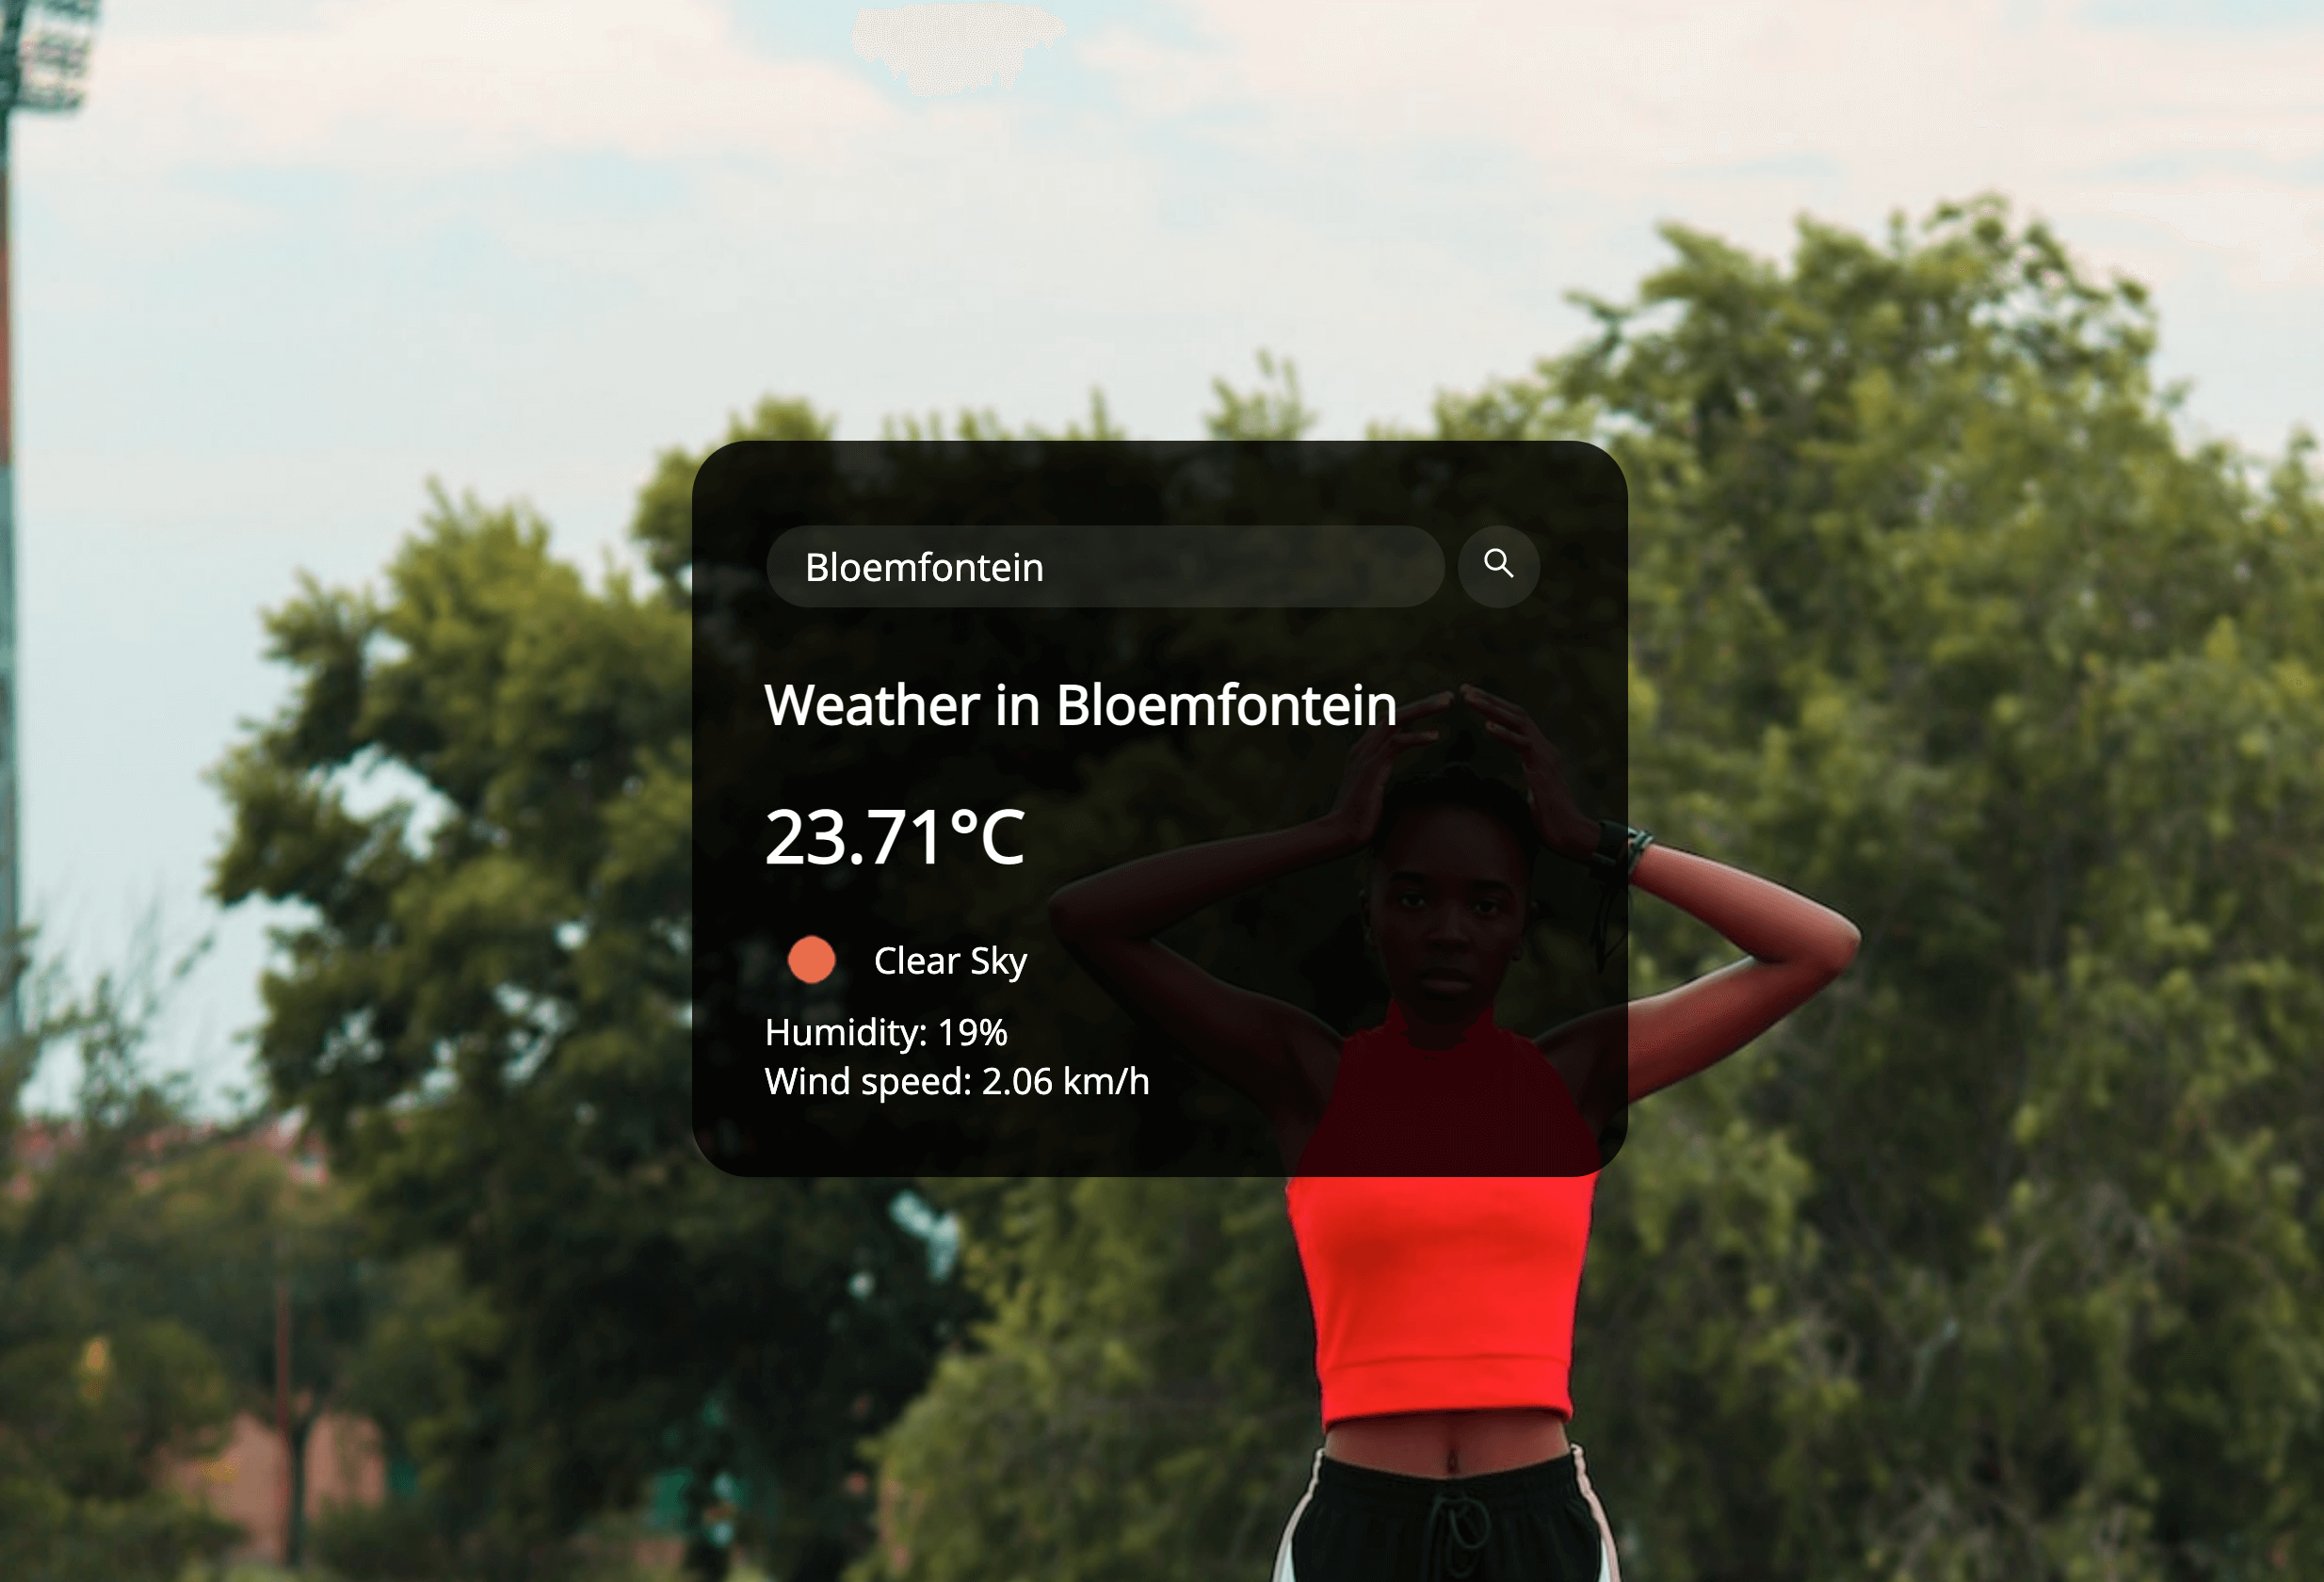 Bloemfontein
Weather in Bloemfontein
23.71°C
Clear Sky
Humidity: 19%
Wind speed: 2.06 km/h